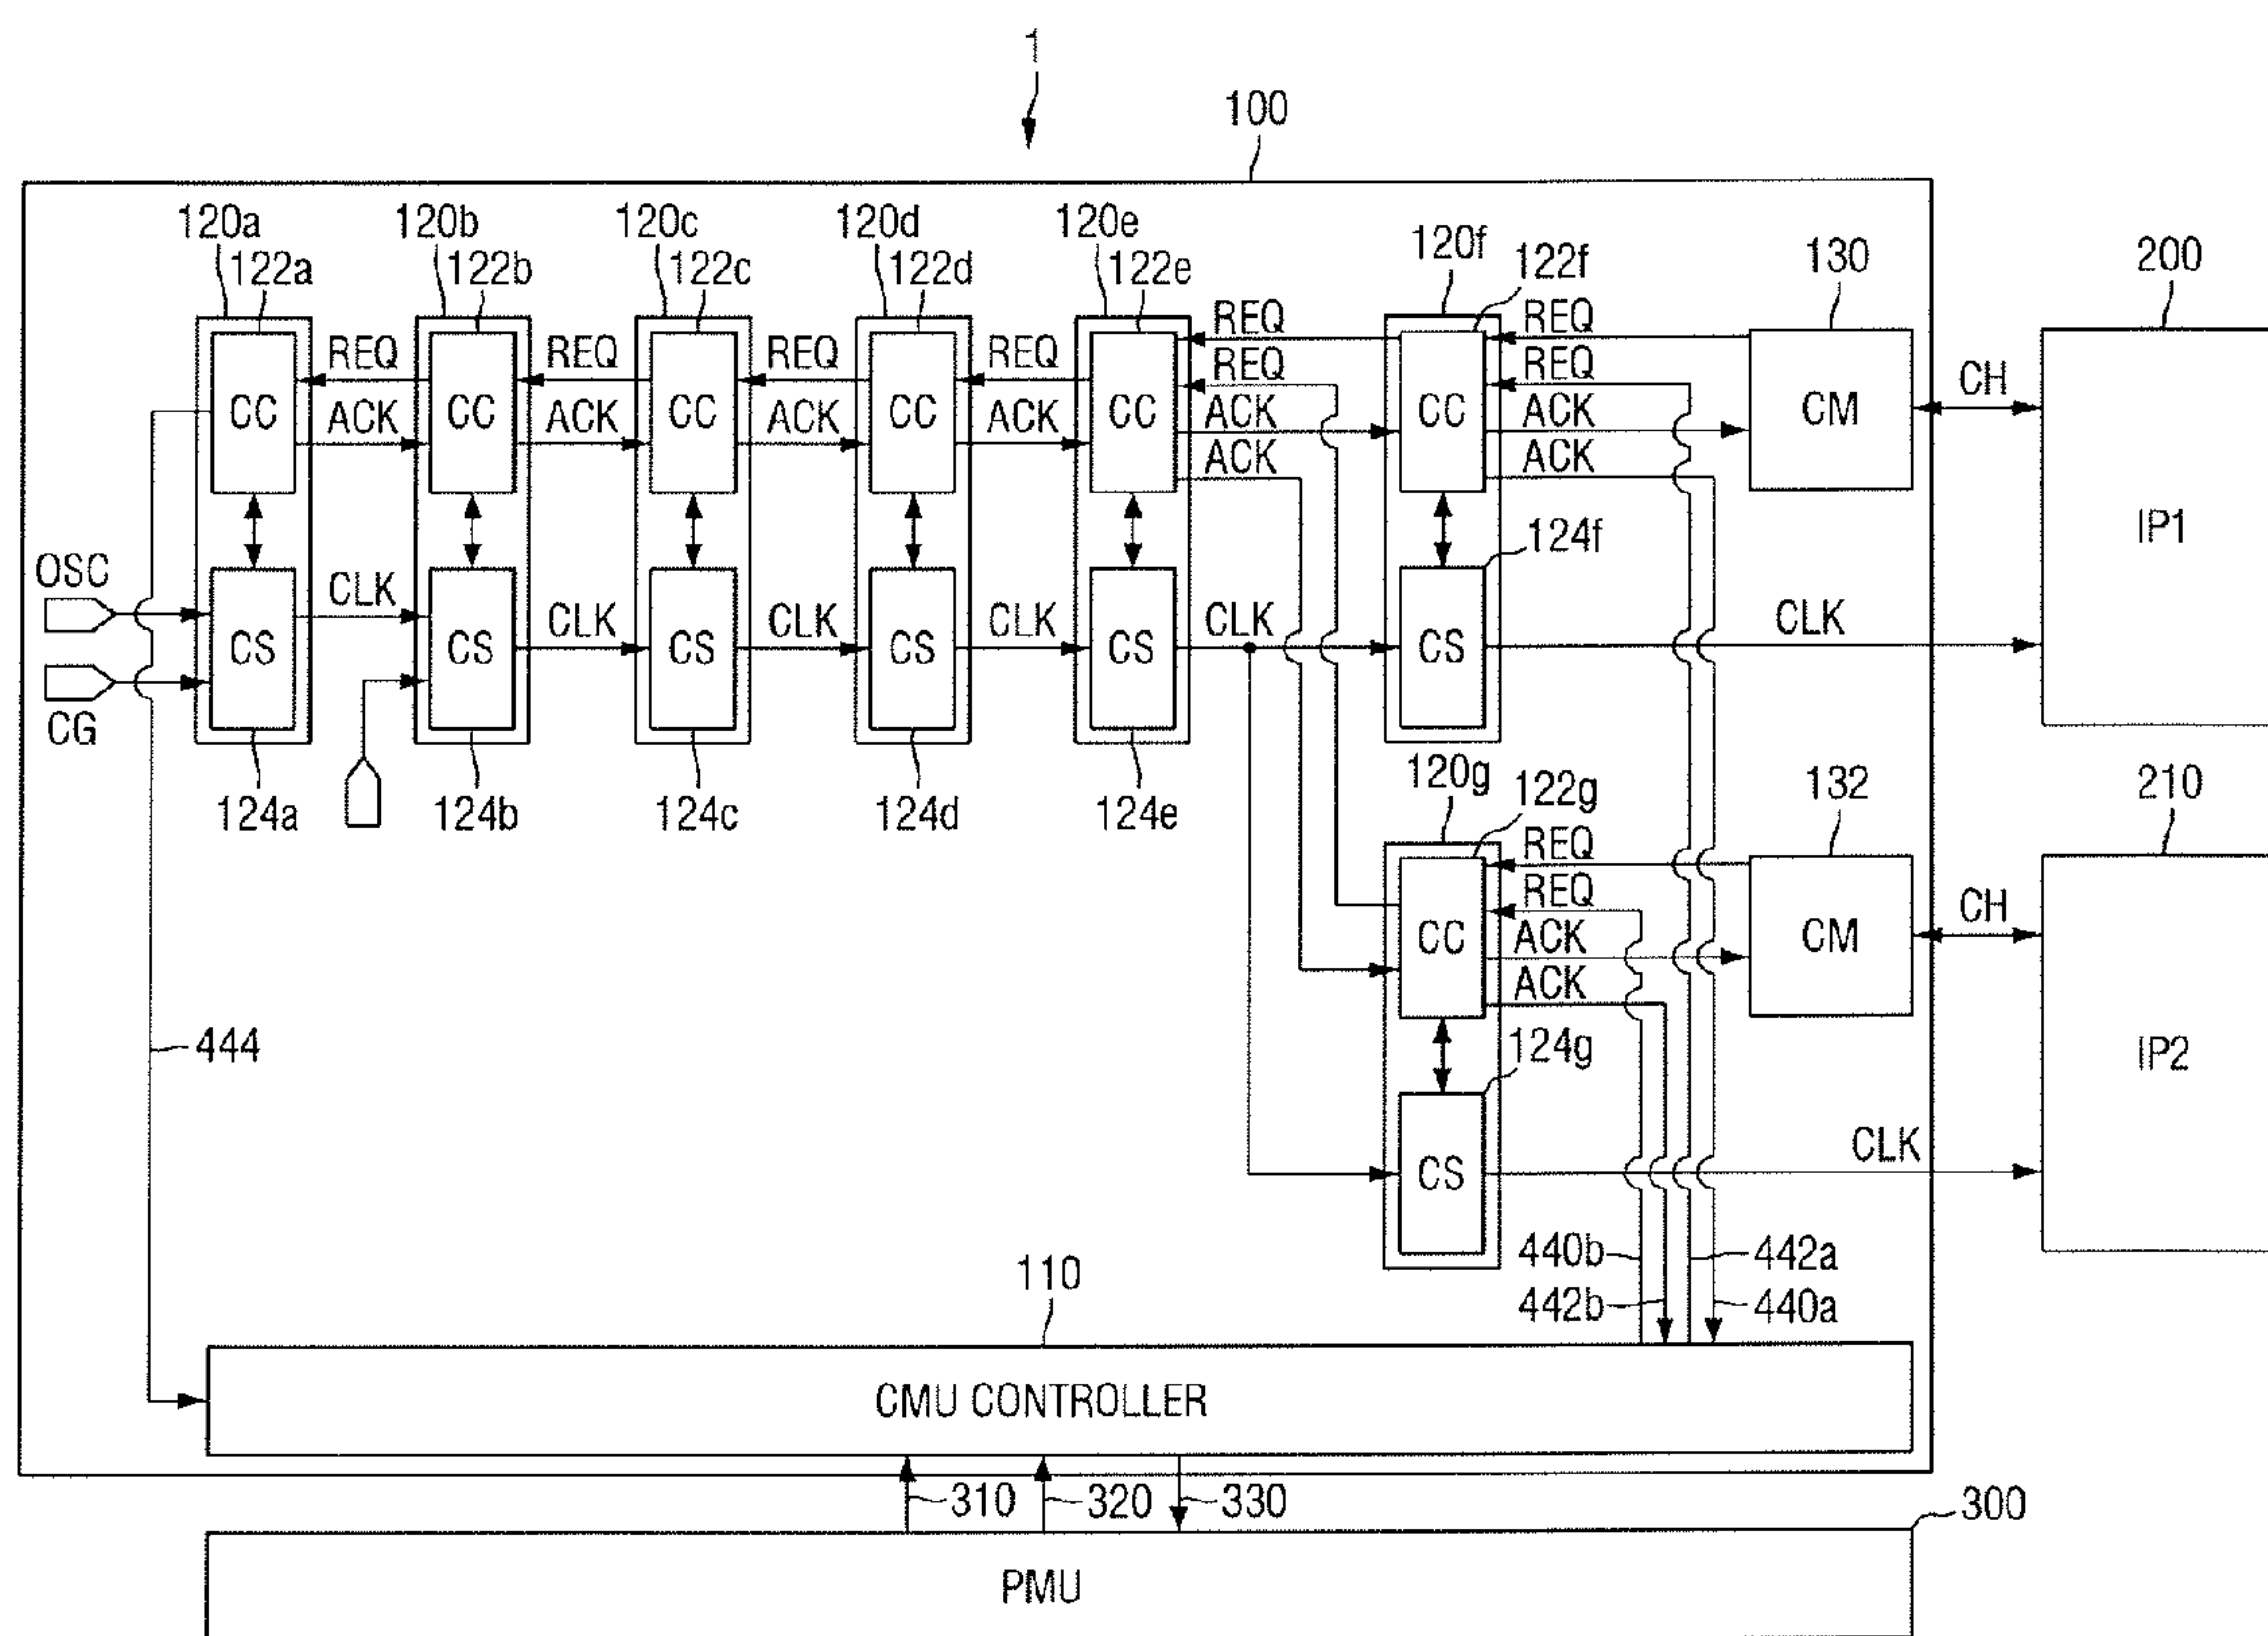 1
100
120a 120b 120c 120d 120e 120f 122f 130 200
122a 122b 122c 122d 122e
REQ REQ
REQ REQ REQ REQ REQ REQ
CC CC CC CC CC CC CM CH
ACK ACK ACK ACK ACK ACK
ACK ACK
IP1
OSC 124f
CLK CLK CLK CLK CLK CLK
CS CS CS CS CS CS
CG
120g 122g 132 210
124a 124b 124c 124d 124e
REQ
REQ
CC ACK CM CH
ACK
444 124g IP2
CLK
CS
110 440b 442a
442b 440a
CMU CONTROLLER
310 320 330 300
PMU